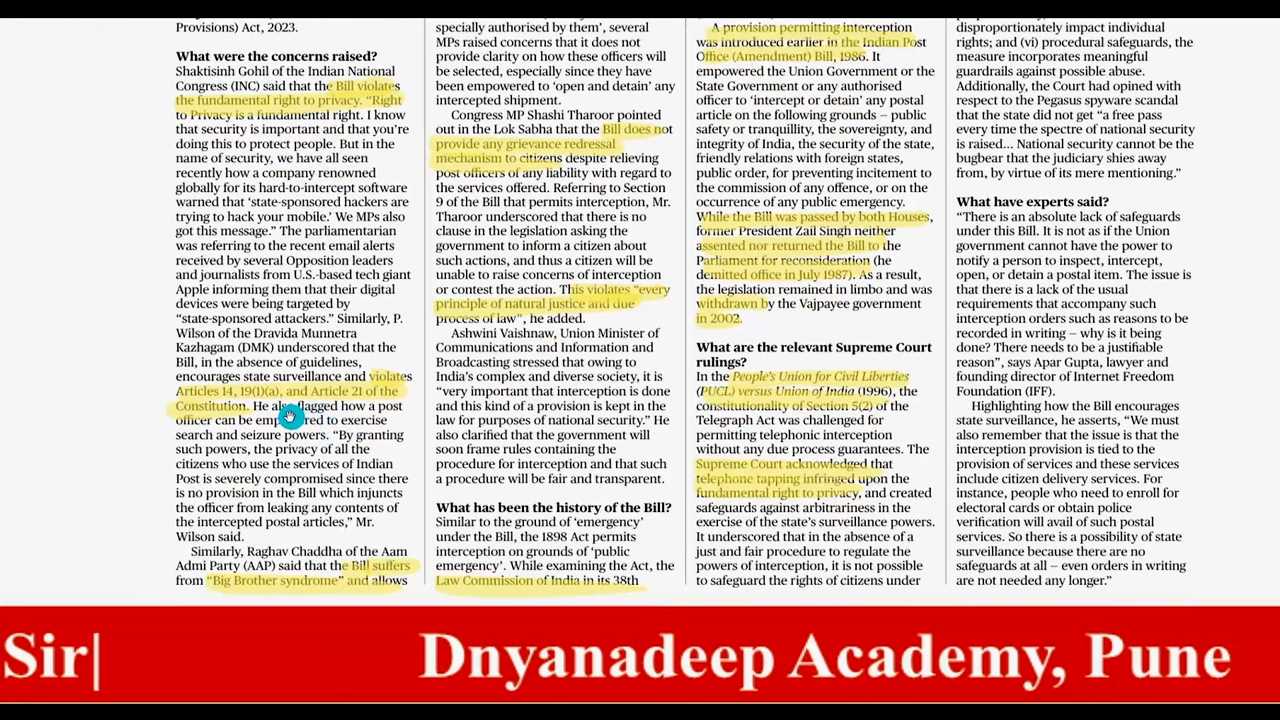 Provisions) Act, 2023.
What were the concerns raised?
Shaktisinh Gohil of the Indian National
Congress (INC) said that the Bill violates
the fundamental right to privacy. “Right
to Privacy is a fundamental right. I know
that security is important and that you’re
doing this to protect people. But in the
name of security, we have all seen
recently how a company renowned
globally for its hard-to-intercept software
warned that ‘state-sponsored hackers are
trying to hack your mobile.’ We MPs also
got this message.” The parliamentarian
was referring to the recent email alerts
received by several Opposition leaders
and journalists from U.S.-based tech giant
Apple informing them that their digital
devices were being targeted by
“state-sponsored attackers.” Similarly, P.
Wilson of the Dravida Munnetra
Kazhagam (DMK) underscored that the
Bill, in the absence of guidelines,
encourages state surveillance and violates
Articles 14, 19(1)(a), and Article 21 of the
Constitution. He also flagged how a post
officer can be empowered to exercise
search and seizure powers. “By granting
such powers, the privacy of all the
citizens who use the services of Indian
Post is severely compromised since there
is no provision in the Bill which injuncts
the officer from leaking any contents of
the intercepted postal articles,” Mr.
Wilson said.
Similarly, Raghav Chaddha of the Aam
Admi Party (AAP) said that the Bill suffers
from “Big Brother syndrome” and allows
specially authorised by them’, several
MPs raised concerns that it does not
provide clarity on how these officers will
be selected, especially since they have
been empowered to ‘open and detain’ any
intercepted shipment.
Congress MP Shashi Tharoor pointed
out in the Lok Sabha that the Bill does not
provide any grievance redressal
mechanism to citizens despite relieving
post officers of any liability with regard to
the services offered. Referring to Section
9 of the Bill that permits interception, Mr.
Tharoor underscored that there is no
clause in the legislation asking the
government to inform a citizen about
such actions, and thus a citizen will be
unable to raise concerns of interception
or contest the action. This violates “every
principle of natural justice and due
process of law”, he added.
Ashwini Vaishnaw, Union Minister of
Communications and Information and
Broadcasting stressed that owing to
India’s complex and diverse society, it is
“very important that interception is done
and this kind of a provision is kept in the
law for purposes of national security.” He
also clarified that the government will
soon frame rules containing the
procedure for interception and that such
a procedure will be fair and transparent.
What has been the history of the Bill?
Similar to the ground of ‘emergency’
under the Bill, the 1898 Act permits
interception on grounds of ‘public
emergency’. While examining the Act, the
Law Commission of India in its 38th
A provision permitting interception
was introduced earlier in the Indian Post
Office (Amendment) Bill, 1986. It
empowered the Union Government or the
State Government or any authorised
officer to ‘intercept or detain’ any postal
article on the following grounds – public
safety or tranquillity, the sovereignty, and
integrity of India, the security of the state,
friendly relations with foreign states,
public order, for preventing incitement to
the commission of any offence, or on the
occurrence of any public emergency.
While the Bill was passed by both Houses,
former President Zail Singh neither
assented nor returned the Bill to the
Parliament for reconsideration (he
demitted office in July 1987). As a result,
the legislation remained in limbo and was
withdrawn by the Vajpayee government
in 2002.
What are the relevant Supreme Court
rulings?
In the People’s Union for Civil Liberties
(PUCL) versus Union of India (1996), the
constitutionality of Section 5(2) of the
Telegraph Act was challenged for
permitting telephonic interception
without any due process guarantees. The
Supreme Court acknowledged that
telephone tapping infringed upon the
fundamental right to privacy, and created
safeguards against arbitrariness in the
exercise of the state’s surveillance powers.
It underscored that in the absence of a
just and fair procedure to regulate the
powers of interception, it is not possible
to safeguard the rights of citizens under
disproportionately impact individual
rights; and (vi) procedural safeguards, the
measure incorporates meaningful
guardrails against possible abuse.
Additionally, the Court had opined with
respect to the Pegasus spyware scandal
that the state did not get “a free pass
every time the spectre of national security
is raised... National security cannot be the
bugbear that the judiciary shies away
from, by virtue of its mere mentioning.”
What have experts said?
“There is an absolute lack of safeguards
under this Bill. It is not as if the Union
government cannot have the power to
notify a person to inspect, intercept,
open, or detain a postal item. The issue is
that there is a lack of the usual
requirements that accompany such
interception orders such as reasons to be
recorded in writing – why is it being
done? There needs to be a justifiable
reason”, says Apar Gupta, lawyer and
founding director of Internet Freedom
Foundation (IFF).
Highlighting how the Bill encourages
state surveillance, he asserts, “We must
also remember that the issue is that the
interception provision is tied to the
provision of services and these services
include citizen delivery services. For
instance, people who need to enroll for
electoral cards or obtain police
verification will avail of such postal
services. So there is a possibility of state
surveillance because there are no
safeguards at all – even orders in writing
are not needed any longer.”
Sir| Dnyanadeep Academy, Pune